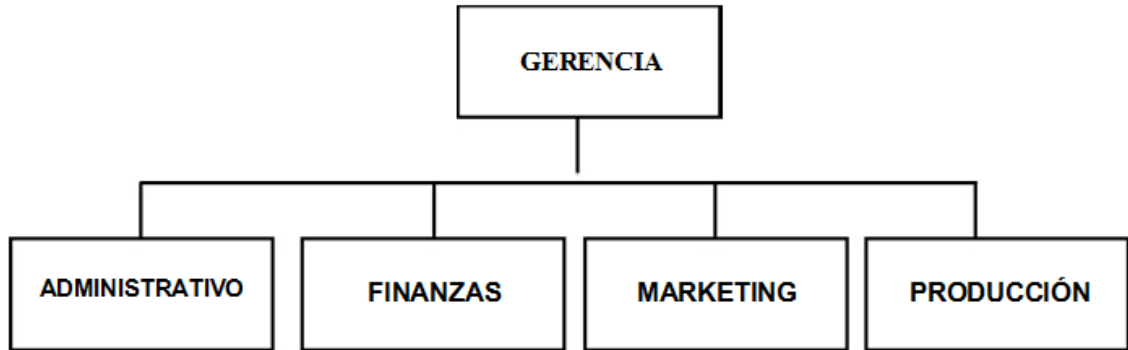 GERENCIA
ADMINISTRATIVO
FINANZAS
MARKETING
PRODUCCIÓN